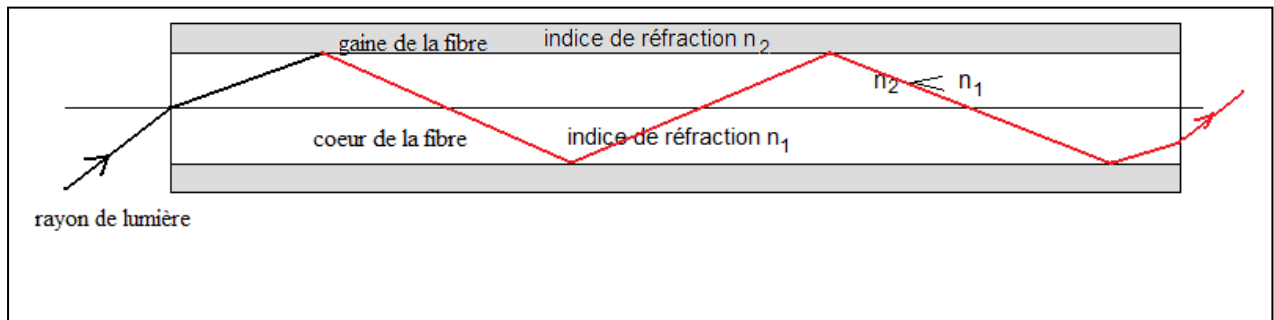 gaine de la fibre indice de réfraction n₂
n₂ < n₁
coeur de la fibre indice de réfraction n₁
rayon de lumière